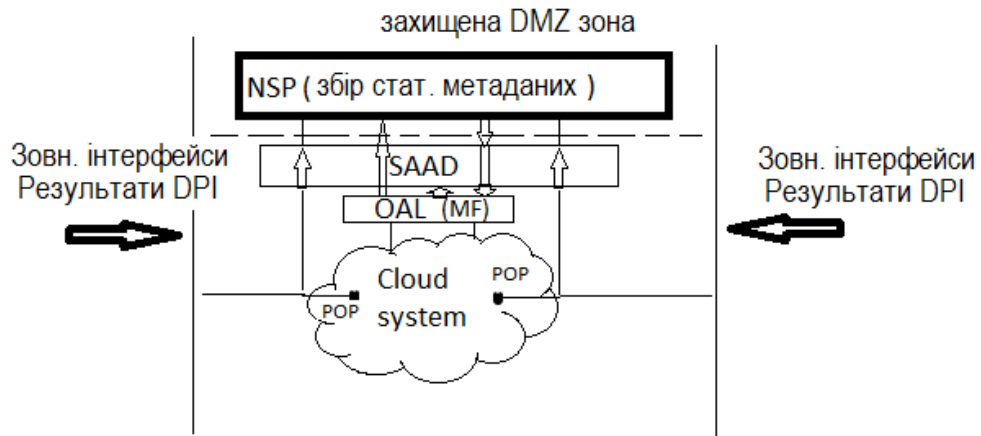 захищена DMZ зона
NSP ( збір стат. метаданих )
Зовн. інтерфейси
Результати DPI
SAAD
Зовн. інтерфейси
Результати DPI
OAL (MF)
Cloud
system
POP
POP